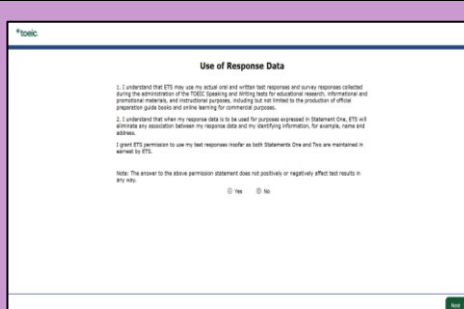 toeic.
Use of Response Data
1. I understand that ETS may use my actual oral and written test responses and survey responses collected
during the administration of the TOEIC Speaking and Writing tests for educational research, informational and
promotional materials, and instructional purposes, including but not limited to the production of official
preparation guide books and online learning for commercial purposes.
2. I understand that when my response data is to be used for purposes expressed in Statement One, ETS will
eliminate any association between my response data and my identifying information, for example, name and
address.
I grant ETS permission to use my test responses insofar as both Statements One and Two are maintained in
earnest by ETS.
Note: The answer to the above permission statement does not positively or negatively affect test results in
any way.
Yes No
Next